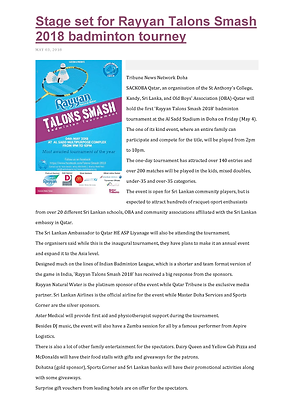 Stage set for Rayyan Talons Smash
2018 badminton tourney
Rayyan
TALONS SMASH
Badminton Tournament
Tribune News Network Doha
SACKOBA Qatar, an organisation of the St Anthony's College,
Kandy, Sri Lanka, and Old Boys' Association (OBA)-Qatar will
hold the first 'Rayyan Talons Smash 2018' badminton
tournament at the Al Sadd Stadium in Doha on Friday (May 4).
The one of its kind event, where an entire family can
participate and compete for the title, will be played from 2pm
to 10pm.
The one-day tournament has attracted over 140 entries and
over 200 matches will be played in the kids, mixed doubles,
under-35 and over-35 categories.
The event is open for Sri Lankan community players, but is
expected to attract hundreds of racquet sport enthusiasts
from over 20 different Sri Lankan schools, OBA and community associations affiliated with the Sri Lankan
embassy in Qatar.
The Sri Lankan Ambassador to Qatar HE ASP Liyanage will also be attending the tournament.
The organisers said while this is the inaugural tournament, they have plans to make it an annual event
and expand it to the Asia level.
Designed much on the lines of Indian Badminton League, which is a shorter and team format version of
the game in India, 'Rayyan Talons Smash 2018' has received a big response from the sponsors.
Rayyan Natural Water is the platinum sponsor of the event while Qatar Tribune is the exclusive media
partner. Sri Lankan Airlines is the official airline for the event while Master Doha Services and Sports
Corner are the silver sponsors.
Aster Medical will provide first aid and physiotherapist support during the tournament.
Besides DJ music, the event will also have a Zumba session for all by a famous performer from Aspire
Logistics.
There is also a lot of other family entertainment for the spectators. Dairy Queen and Yellow Cab Pizza and
McDonalds will have their food stalls with gifts and giveaways for the patrons.
Dohatna (gold sponsor), Sports Corner and Sri Lankan banks will have their promotional activities along
with some giveaways.
Surprise gift vouchers from leading hotels are on offer for the spectators.